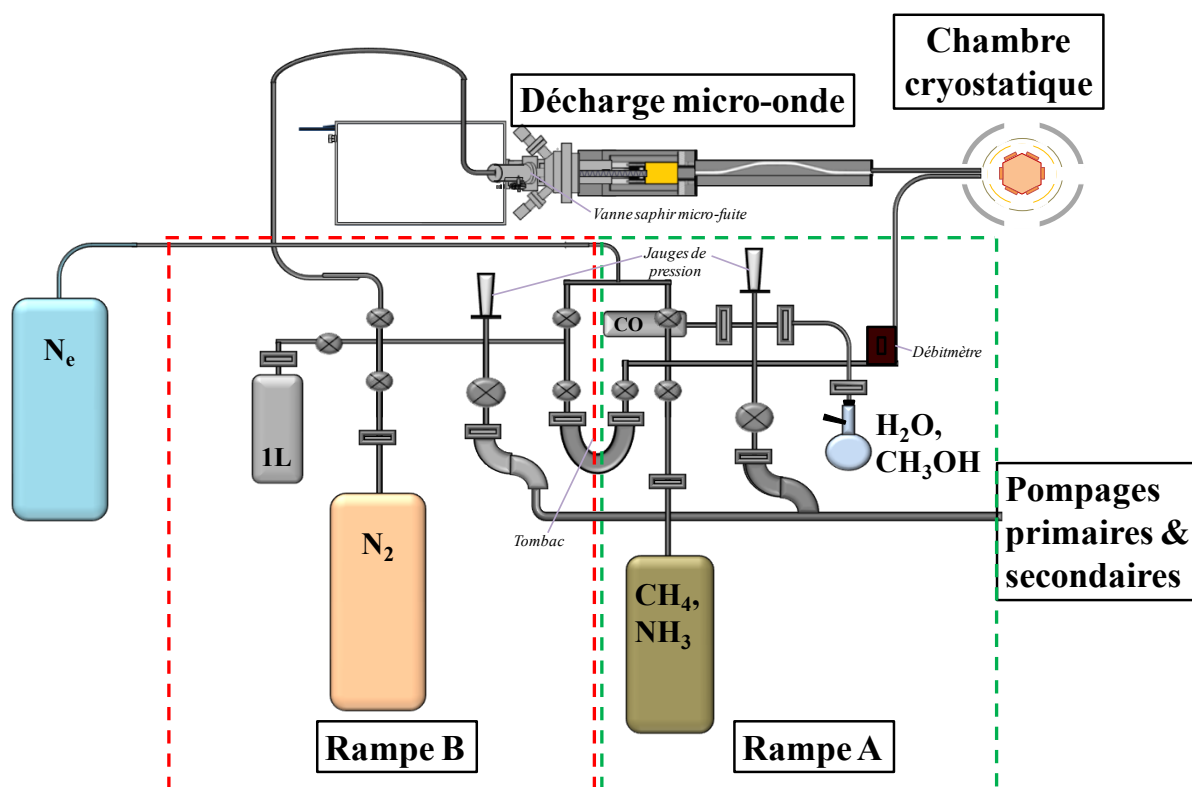 Chambre
cryostatique
Décharge micro-onde
Vanne saphir micro-fuite
Jauges de
pression
Ne
CO
Débitmètre
1L
H2O,
CH3OH
N2
Tombac
Pompages
primaires &
secondaires
CH4,
NH3
Rampe B
Rampe A